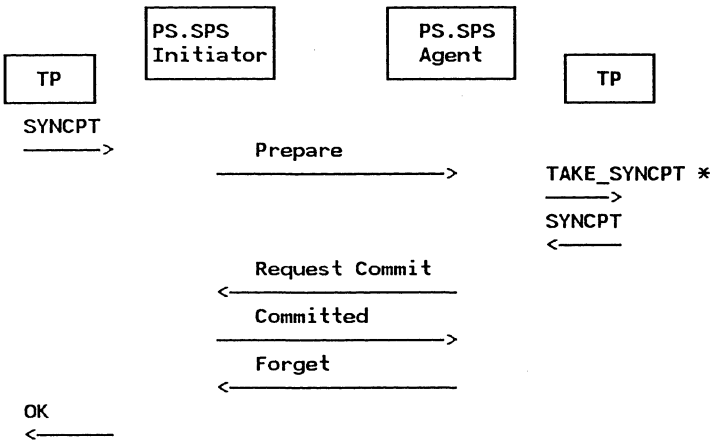 PS.SPS
Initiator
PS.SPS
Agent
TP
TP
SYNCPT
Prepare
TAKE_SYNCPT *
SYNCPT
Request Commit
Committed
Forget
OK